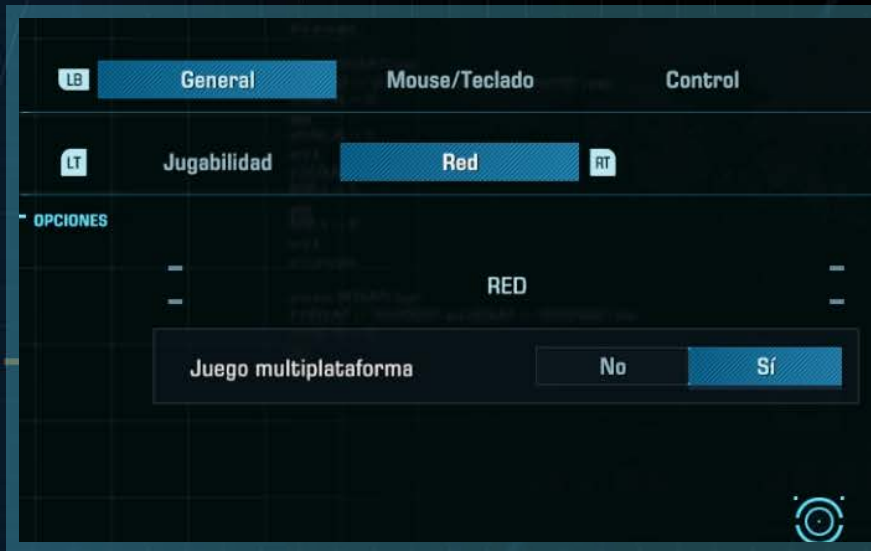 LB General Mouse/Teclado Control
LT Jugabilidad Red RT
OPCIONES
RED
Juego multiplataforma No Sí